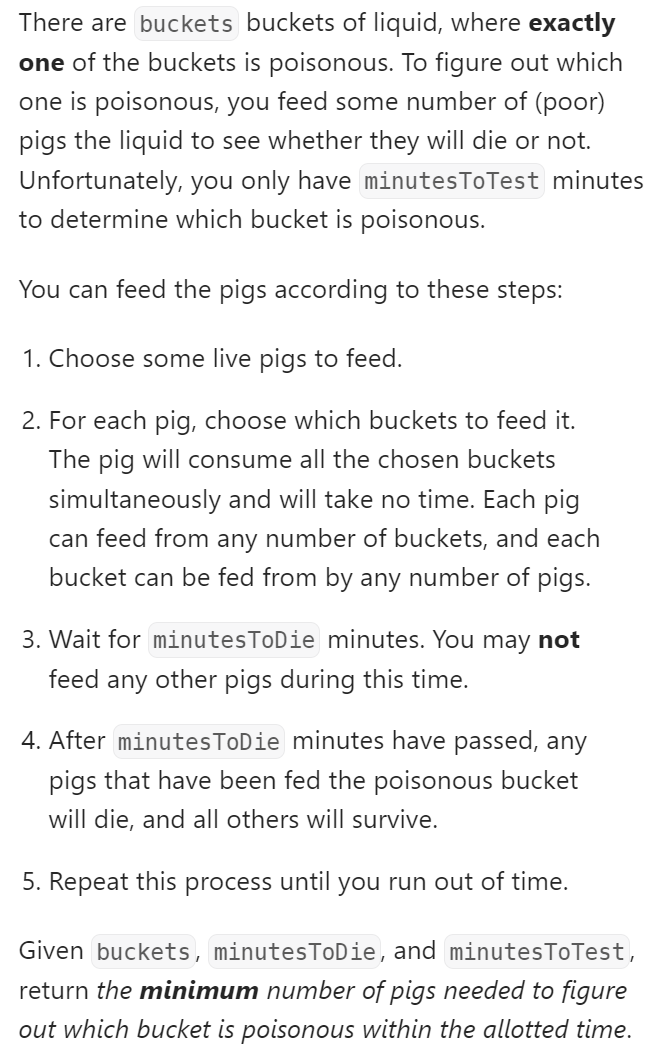 There are buckets buckets of liquid, where exactly
one of the buckets is poisonous. To figure out which
one is poisonous, you feed some number of (poor)
pigs the liquid to see whether they will die or not.
Unfortunately, you only have minutesToTest minutes
to determine which bucket is poisonous.
You can feed the pigs according to these steps:
1. Choose some live pigs to feed.
2. For each pig, choose which buckets to feed it.
The pig will consume all the chosen buckets
simultaneously and will take no time. Each pig
can feed from any number of buckets, and each
bucket can be fed from by any number of pigs.
3. Wait for minutesToDie minutes. You may not
feed any other pigs during this time.
4. After minutesToDie minutes have passed, any
pigs that have been fed the poisonous bucket
will die, and all others will survive.
5. Repeat this process until you run out of time.
Given buckets, minutesToDie, and minutesToTest,
return the minimum number of pigs needed to figure
out which bucket is poisonous within the allotted time.